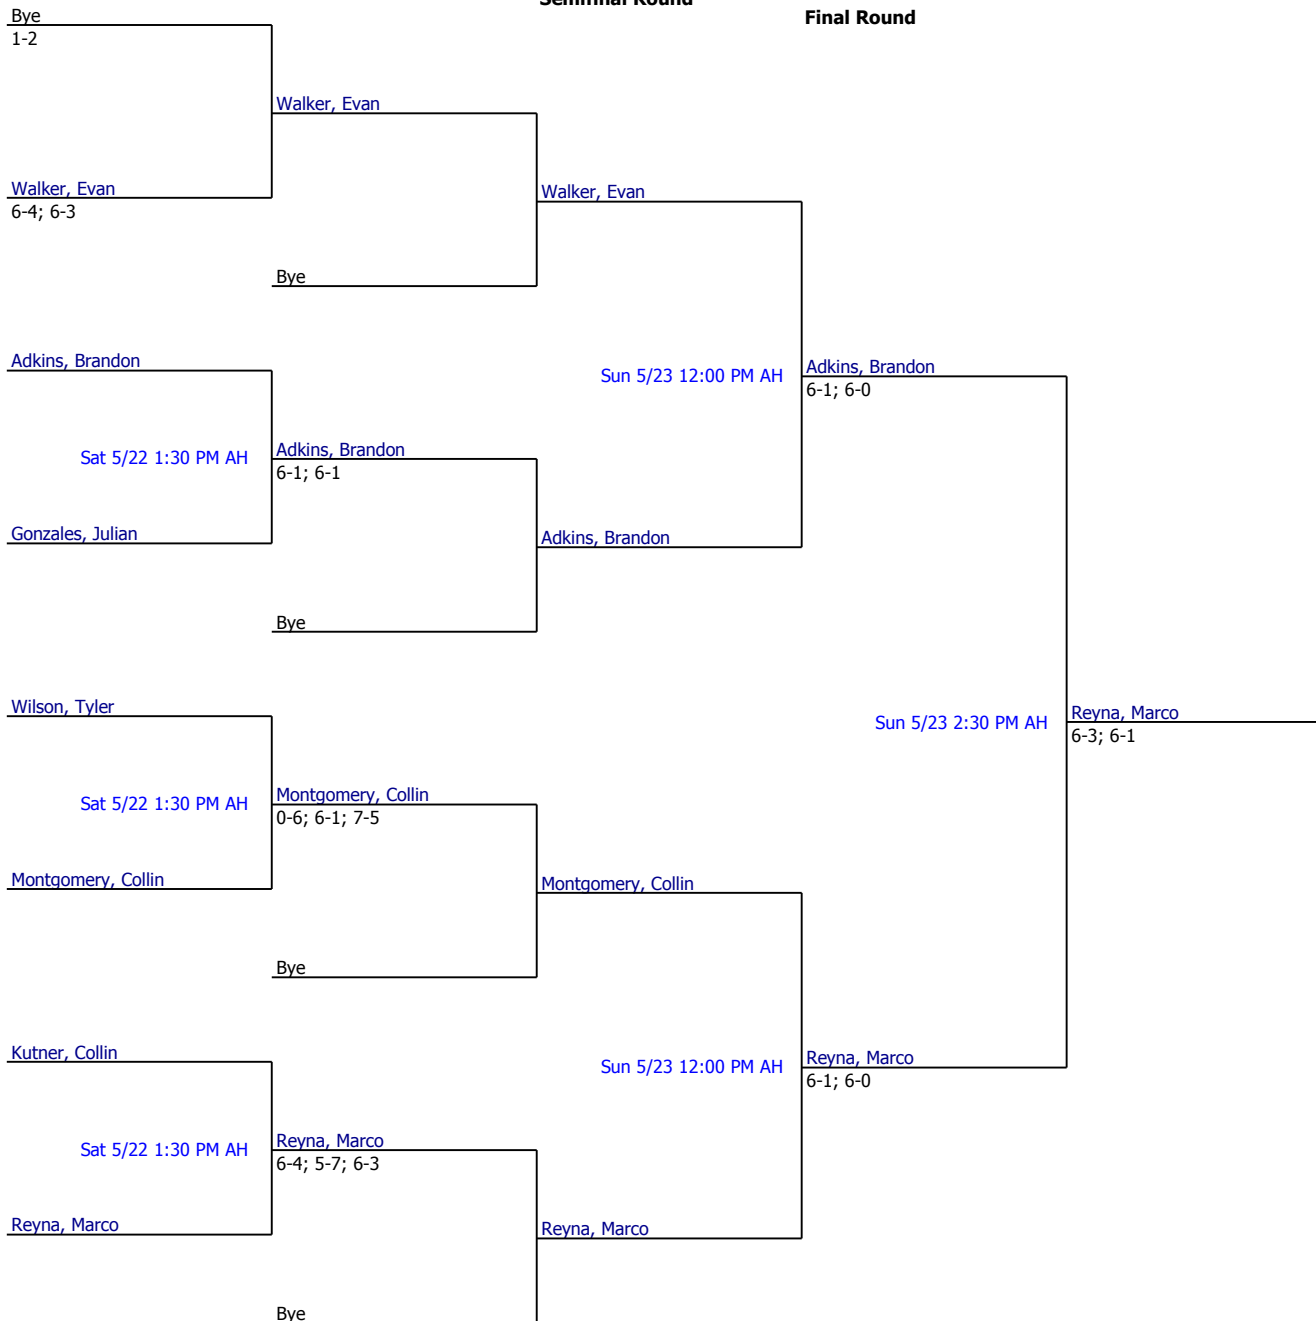 Semifinal Round
Final Round
Bye
1-2
Walker, Evan
Walker, Evan
6-4; 6-3
Walker, Evan
Bye
Adkins, Brandon
Sun 5/23 12:00 PM AH
Adkins, Brandon
6-1; 6-0
Sat 5/22 1:30 PM AH
Adkins, Brandon
6-1; 6-1
Gonzales, Julian
Adkins, Brandon
Bye
Wilson, Tyler
Sun 5/23 2:30 PM AH
Reyna, Marco
6-3; 6-1
Sat 5/22 1:30 PM AH
Montgomery, Collin
0-6; 6-1; 7-5
Montgomery, Collin
Montgomery, Collin
Bye
Kutner, Collin
Sun 5/23 12:00 PM AH
Reyna, Marco
6-1; 6-0
Sat 5/22 1:30 PM AH
Reyna, Marco
6-4; 5-7; 6-3
Reyna, Marco
Reyna, Marco
Bye